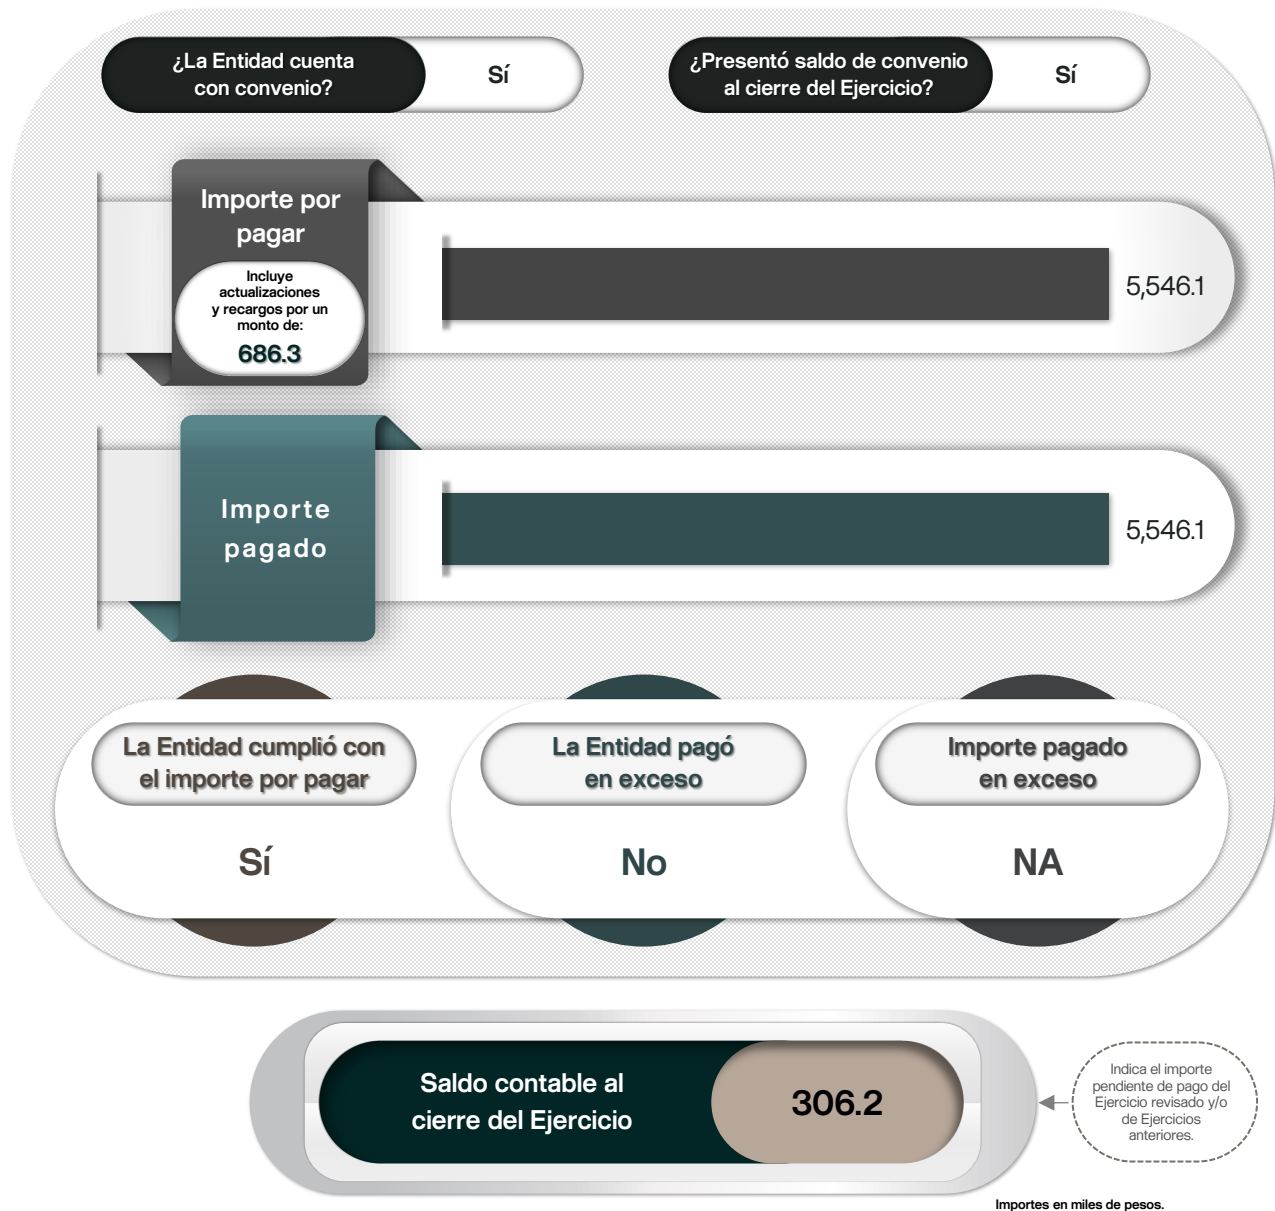 ¿La Entidad cuenta
con convenio?
Sí
¿Presentó saldo de convenio
al cierre del Ejercicio?
Sí
Importe por
pagar
Incluye
actualizaciones
y recargos por un
monto de:
686.3
5,546.1
Importe
pagado
5,546.1
La Entidad cumplió con
el importe por pagar
Sí
La Entidad pagó
en exceso
No
Importe pagado
en exceso
NA
Saldo contable al
cierre del Ejercicio
306.2
Indica el importe
pendiente de pago del
Ejercicio revisado y/o
de Ejercicios
anteriores.
Importes en miles de pesos.